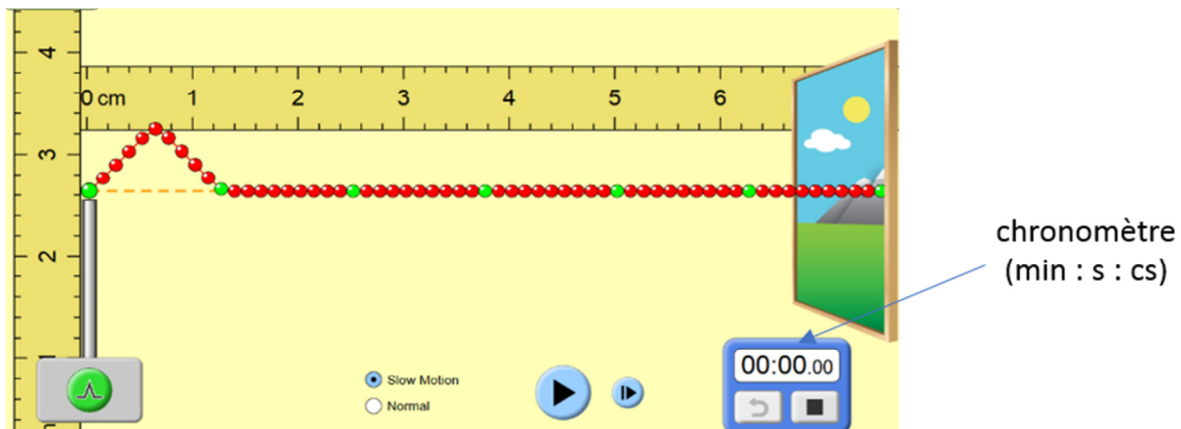 4
0 cm 1 2 3 4 5 6
3
2
chronomètre
(min : s : cs)
00:00.00
Slow Motion
Normal